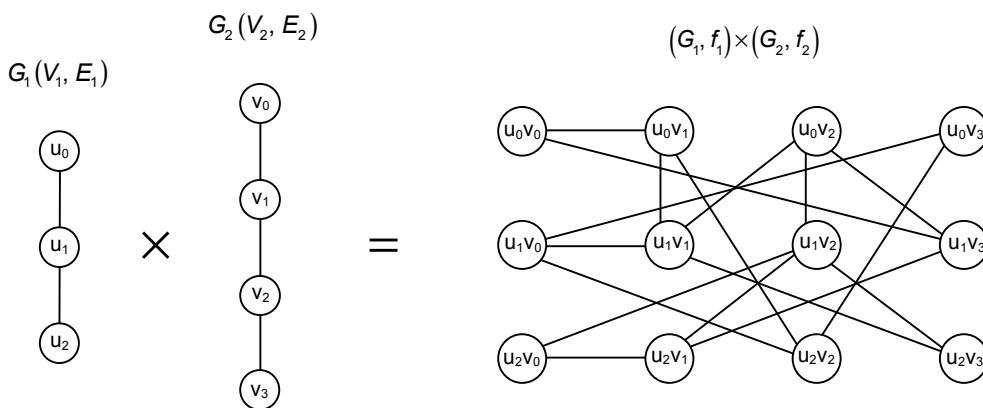 G₂(V₂, E₂)
(G₁, f₁)×(G₂, f₂)
G₁(V₁, E₁)
u₀
u₁
u₂
×
v₀
v₁
v₂
v₃
=
u₀v₀ u₀v₁ u₀v₂ u₀v₃
u₁v₀ u₁v₁ u₁v₂ u₁v₃
u₂v₀ u₂v₁ u₂v₂ u₂v₃